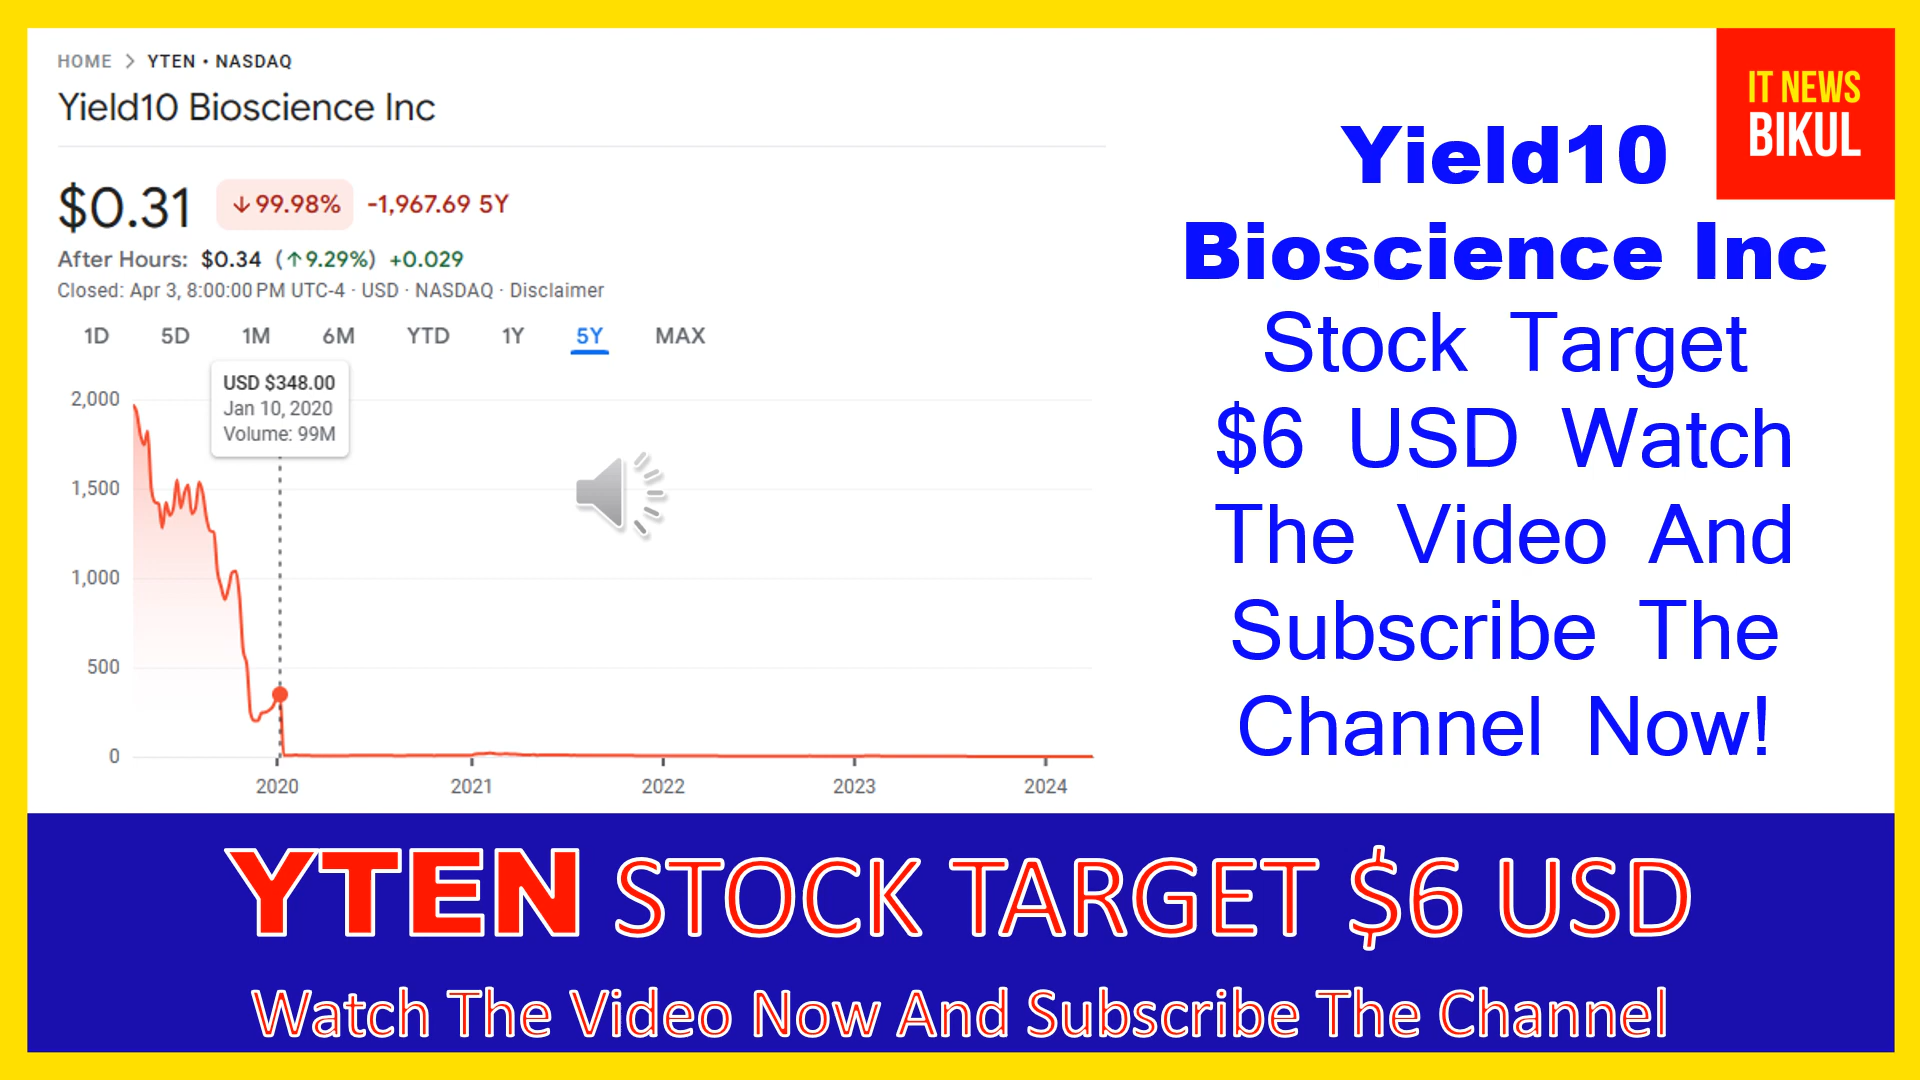 HOME > YTEN • NASDAQ
Yield10 Bioscience Inc
$0.31 ↓99.98% -1,967.69 5Y
After Hours: $0.34 (↑9.29%) +0.029
Closed: Apr 3, 8:00:00 PM UTC-4 · USD · NASDAQ · Disclaimer
1D 5D 1M 6M YTD 1Y 5Y MAX
USD $348.00
Jan 10, 2020
Volume: 99M
2,000
1,500
1,000
500
0
2020 2021 2022 2023 2024
IT NEWS
BIKUL
Yield10
Bioscience Inc
Stock Target
$6 USD Watch
The Video And
Subscribe The
Channel Now!
YTEN STOCK TARGET $6 USD
Watch The Video Now And Subscribe The Channel